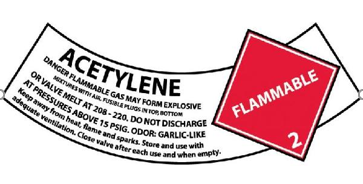 ACETYLENE
DANGER FLAMMABLE GAS MAY FORM EXPLOSIVE
MIXTURES WITH AIR. FUSIBLE PLUGS IN TOP, BOTTOM
OR VALVE MELT AT 208 - 220. DO NOT DISCHARGE
AT PRESSURES ABOVE 15 PSIG. ODOR: GARLIC-LIKE
Keep away from heat, flame and sparks. Store and use with
adequate ventilation. Close valve after each use and when empty.
FLAMMABLE
2